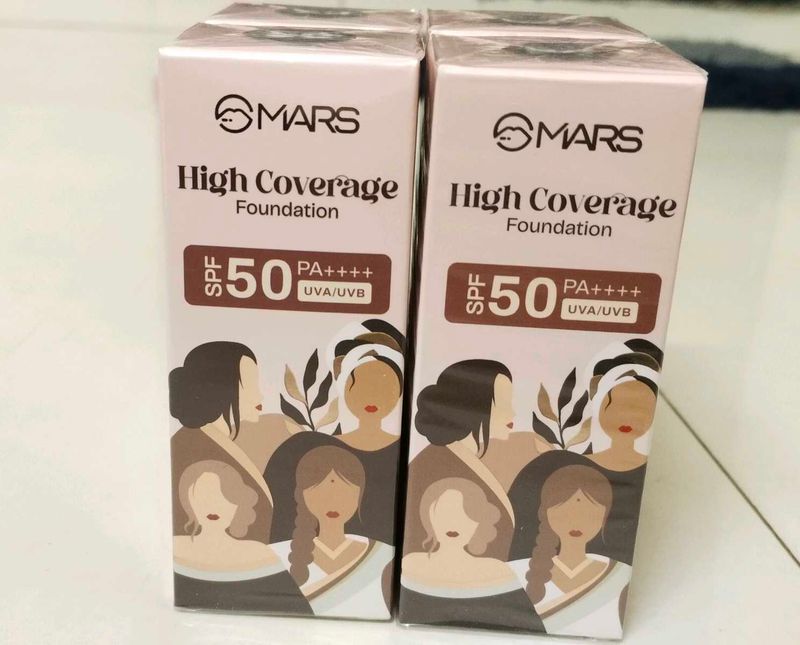 MARS
High Coverage
Foundation
SPF 50 PA++++
UVA/UVB
MARS
High Coverage
Foundation
SPF 50 PA++++
UVA/UVB